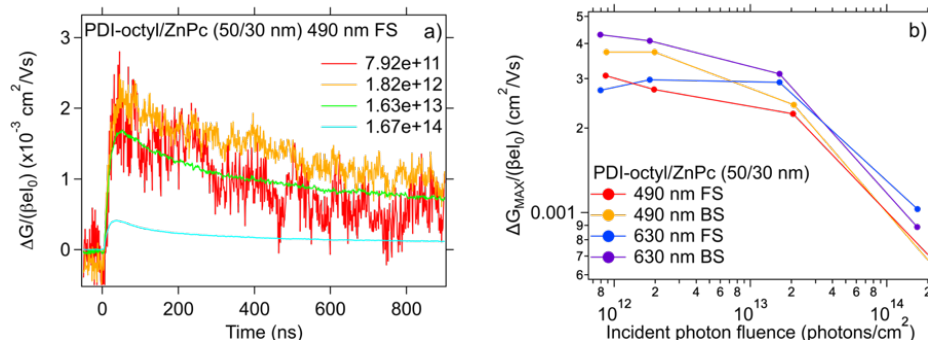 PDI-octyl/ZnPc (50/30 nm) 490 nm FS
a)
7.92e+11
1.82e+12
1.63e+13
1.67e+14
3
2
1
0
ΔG/(βeI₀) (x10⁻³ cm²/Vs)
0
200
400
600
800
Time (ns)
b)
5
4
3
2
0.001
9
8
7
6
ΔG_MAX/(βeI₀) (cm²/Vs)
PDI-octyl/ZnPc (50/30 nm)
490 nm FS
490 nm BS
630 nm FS
630 nm BS
8
10¹²
2
4
6
8
10¹³
2
4
6
8
10¹⁴
2
Incident photon fluence (photons/cm²)